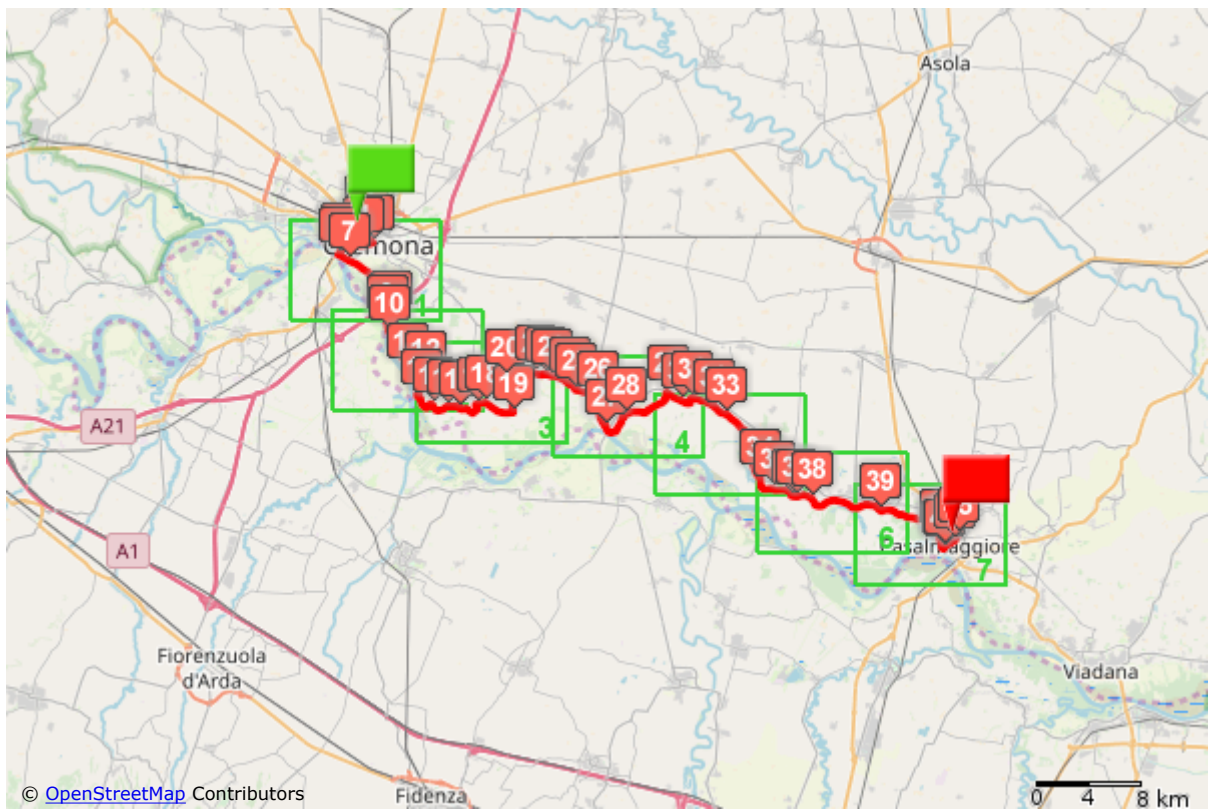 Asola
7
Cremona
10
1
20
19
26
28
33
A21
3
4
38
39
6
Casalmaggiore
7
A1
Fiorenzuola
d'Arda
Viadana
© OpenStreetMap Contributors
Fidenza
0 4 8 km